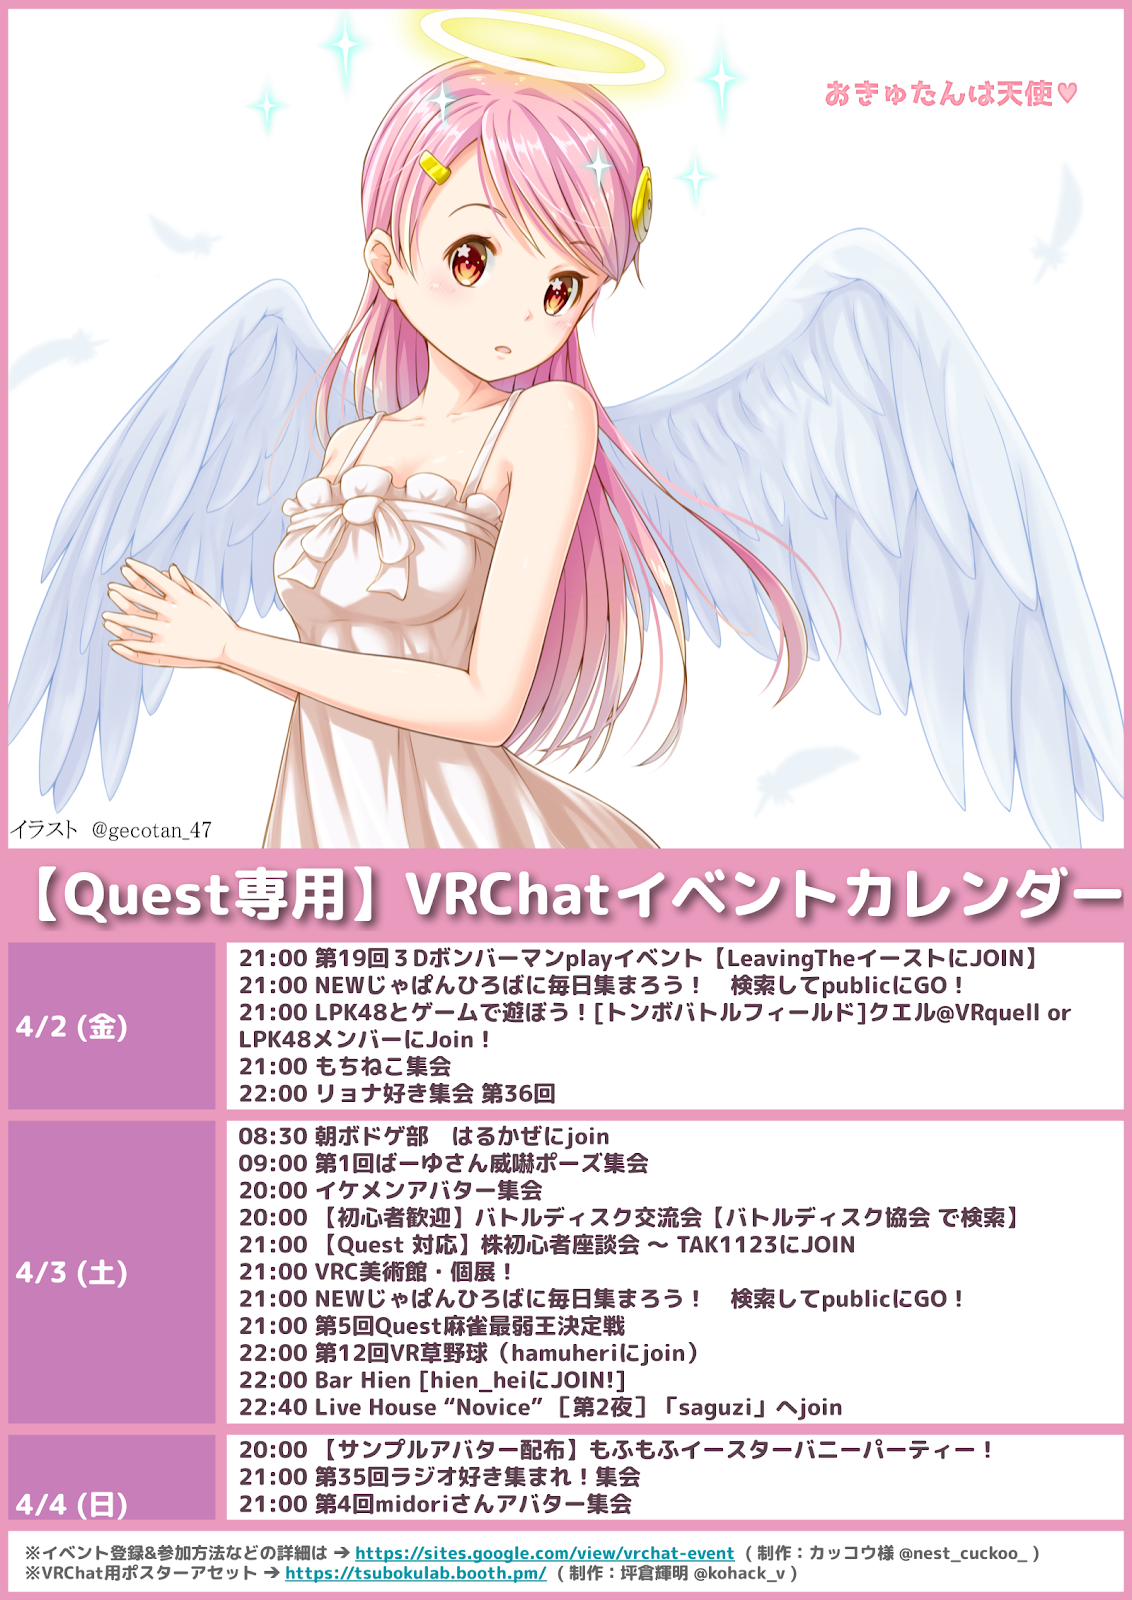 おきゅたんは天使♥
イラスト @gecotan_47
【Quest専用】VRChatイベントカレンダー
4/2 (金)
21:00 第19回３Dボンバーマンplayイベント【LeavingTheイーストにJOIN】
21:00 NEWじゃぱんひろばに毎日集まろう！　検索してpublicにGO！
21:00 LPK48とゲームで遊ぼう！[トンボバトルフィールド]クエル@VRquell or
LPK48メンバーにJoin！
21:00 もちねこ集会
22:00 リョナ好き集会 第36回
4/3 (土)
08:30 朝ボドゲ部　はるかぜにjoin
09:00 第1回ばーゆさん威嚇ポーズ集会
20:00 イケメンアバター集会
20:00 【初心者歓迎】バトルディスク交流会【バトルディスク協会 で検索】
21:00 【Quest 対応】株初心者座談会 〜 TAK1123にJOIN
21:00 VRC美術館・個展！
21:00 NEWじゃぱんひろばに毎日集まろう！　検索してpublicにGO！
21:00 第5回Quest麻雀最弱王決定戦
22:00 第12回VR草野球（hamuheriにjoin）
22:00 Bar Hien [hien_heiにJOIN!]
22:40 Live House “Novice” ［第2夜］「saguzi」へjoin
4/4 (日)
20:00 【サンプルアバター配布】もふもふイースターバニーパーティー！
21:00 第35回ラジオ好き集まれ！集会
21:00 第4回midoriさんアバター集会
※イベント登録&参加方法などの詳細は → https://sites.google.com/view/vrchat-event ( 制作：カッコウ様 @nest_cuckoo_ )
※VRChat用ポスターアセット → https://tsubokulab.booth.pm/ ( 制作：坪倉輝明 @kohack_v )